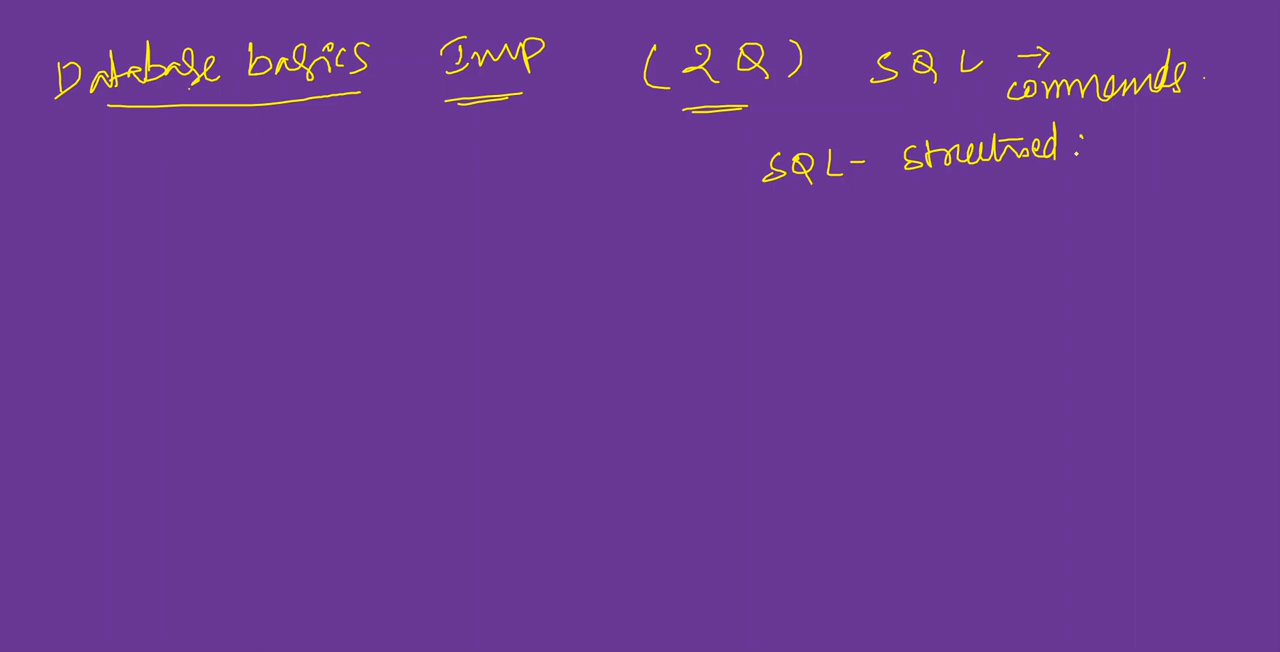 Database basics Imp (2Q) SQL → commands.
SQL - structured: